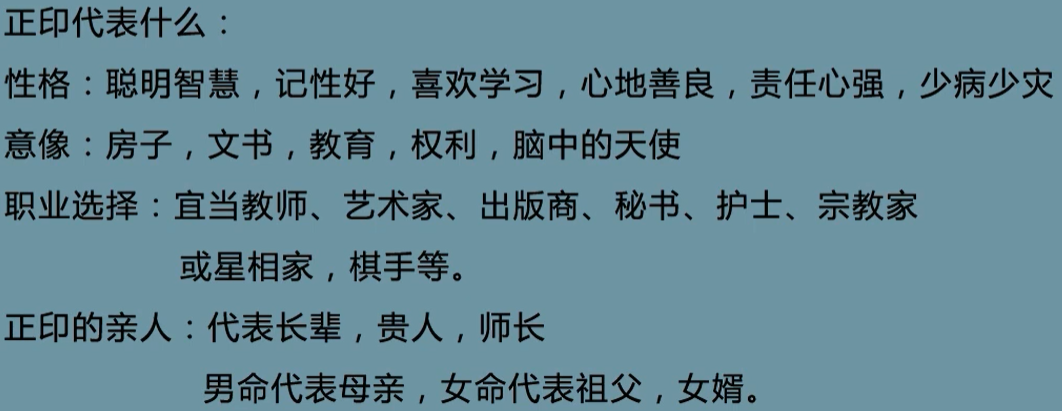 正印代表什么：
性格：聪明智慧，记性好，喜欢学习，心地善良，责任心强，少病少灾
意像：房子，文书，教育，权利，脑中的天使
职业选择：宜当教师、艺术家、出版商、秘书、护士、宗教家
或星相家，棋手等。
正印的亲人：代表长辈，贵人，师长
男命代表母亲，女命代表祖父，女婿。